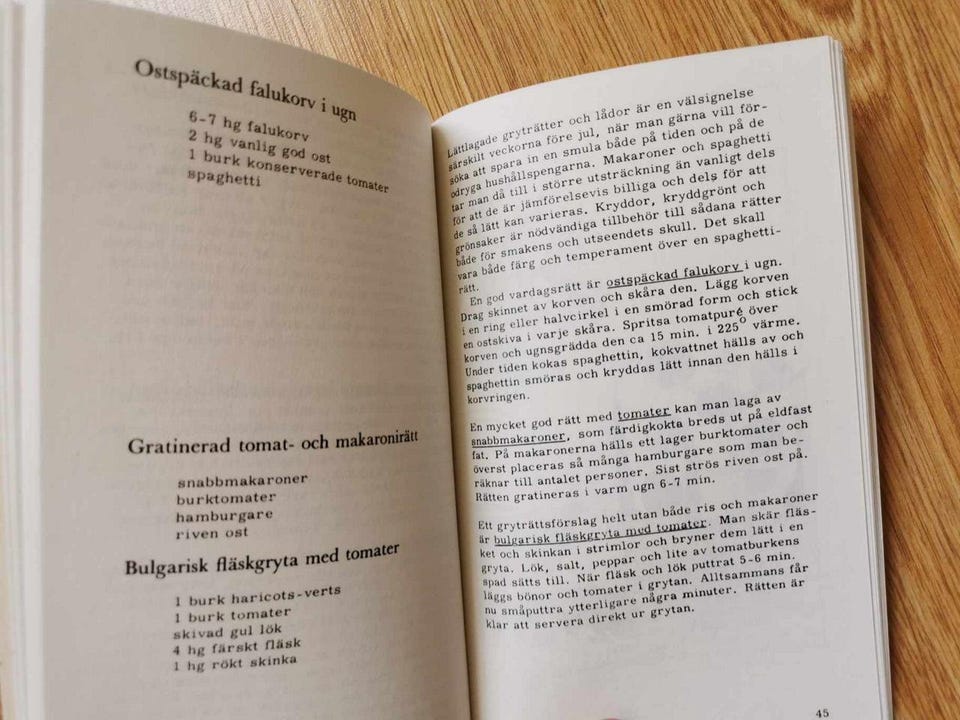 Ostspäckad falukorv i ugn
6-7 hg falukorv
2 hg vanlig god ost
1 burk konserverade tomater
spaghetti
Gratinerad tomat- och makaronirätt
snabbmakaroner
burktomater
hamburgare
riven ost
Bulgarisk fläskgryta med tomater
1 burk haricots-verts
1 burk tomater
skivad gul lök
4 hg färskt fläsk
1 hg rökt skinka
Lättlagade gryträtter och lådor är en välsignelse
särskilt veckorna före jul, när man gärna vill för-
söka att spara in en smula både på tiden och på de
odryga hushållspengarna. Makaroner och spaghetti
tar man då till i större utsträckning än vanligt dels
för att de är jämförelsevis billiga och dels för att
de så lätt kan varieras. Kryddor, kryddgrönt och
grönsaker är nödvändiga tillbehör till sådana rätter
både för smakens och utseendets skull. Det skall
vara både färg och temperament över en spaghetti-
rätt.
En god vardagsrätt är ostspäckad falukorv i ugn.
Drag skinnet av korven och skåra den. Lägg korven
i en ring eller halvcirkel i en smörad form och stick
en ostskiva i varje skåra. Spritsa tomatpuré över
korven och ugnsgrädda den ca 15 min. i 225° värme.
Under tiden kokas spaghettin, kokvattnet hälls av och
spaghettin smöras och kryddas lätt innan den hälls i
korvringen.
En mycket god rätt med tomater kan man laga av
snabbmakaroner, som färdigkokta breds ut på eldfast
fat. På makaronerna hälls ett lager burktomater och
överst placeras så många hamburgare som man be-
räknar till antalet personer. Sist strös riven ost på.
Rätten gratineras i varm ugn 6-7 min.
Ett gryträttsförslag helt utan både ris och makaroner
är bulgarisk fläskgryta med tomater. Man skär fläs-
ket och skinkan i strimlor och bryner dem lätt i en
gryta. Lök, salt, peppar och lite av tomatburkens
spad sätts till. När fläsk och lök puttrat 5-6 min.
läggs bönor och tomater i grytan. Alltsammans får
nu småputtra ytterligare några minuter. Rätten är
klar att servera direkt ur grytan.
45